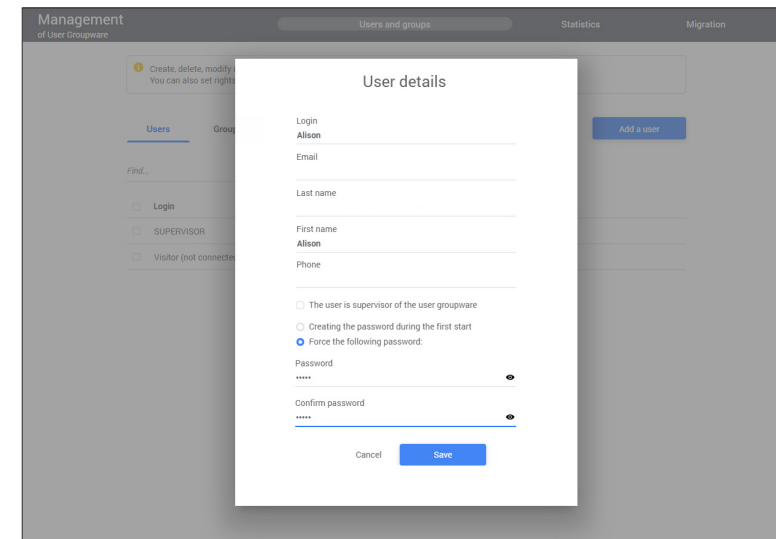 Management
of User Groupware
Users and groups
Statistics
Migration
Create, delete, modify
You can also set rights
Users
Group
Add a user
Find...
Login
SUPERVISOR
Visitor (not connected
User details
Login
Alison
Email
Last name
First name
Alison
Phone
The user is supervisor of the user groupware
Creating the password during the first start
Force the following password:
Password
•••••
Confirm password
•••••
Cancel
Save